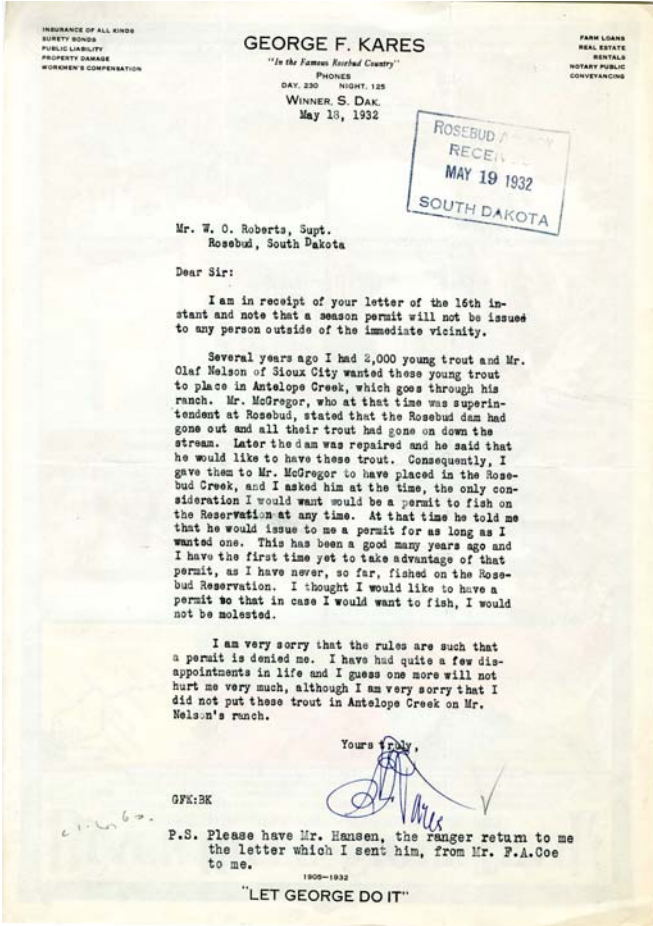 INSURANCE OF ALL KINDS
SURETY BONDS
PUBLIC LIABILITY
PROPERTY DAMAGE
WORKMEN'S COMPENSATION
GEORGE F. KARES
"In the Famous Rosebud Country"
PHONES
DAY, 230 NIGHT, 125
WINNER, S. DAK.
FARM LOANS
REAL ESTATE
RENTALS
NOTARY PUBLIC
CONVEYANCING
May 18, 1932
ROSEBUD
MAY 19 1932
SOUTH DAKOTA
Mr. W. O. Roberts, Supt.
Rosebud, South Dakota
Dear Sir:
I am in receipt of your letter of the 16th in-
stant and note that a season permit will not be issued
to any person outside of the immediate vicinity.
Several years ago I had 2,000 young trout and Mr.
Olaf Nelson of Sioux City wanted these young trout
to place in Antelope Creek, which goes through his
ranch. Mr. McGregor, who at that time was superin-
tendent at Rosebud, stated that the Rosebud dam had
gone out and all their trout had gone on down the
stream. Later the dam was repaired and he said that
he would like to have these trout. Consequently, I
gave them to Mr. McGregor to have placed in the Rose-
bud Creek, and I asked him at the time, the only con-
sideration I would want would be a permit to fish on
the Reservation at any time. At that time he told me
that he would issue to me a permit for as long as I
wanted one. This has been a good many years ago and
I have the first time yet to take advantage of that
permit, as I have never, so far, fished on the Rose-
bud Reservation. I thought I would like to have a
permit so that in case I would want to fish, I would
not be molested.
I am very sorry that the rules are such that
a permit is denied me. I have had quite a few dis-
appointments in life and I guess one more will not
hurt me very much, although I am very sorry that I
did not put these trout in Antelope Creek on Mr.
Nelson's ranch.
Yours truly,
Kares
GFK:BK
P.S. Please have Mr. Hansen, the ranger return to me
the letter which I sent him, from Mr. F.A.Coe
to me.
1905-1932
"LET GEORGE DO IT"